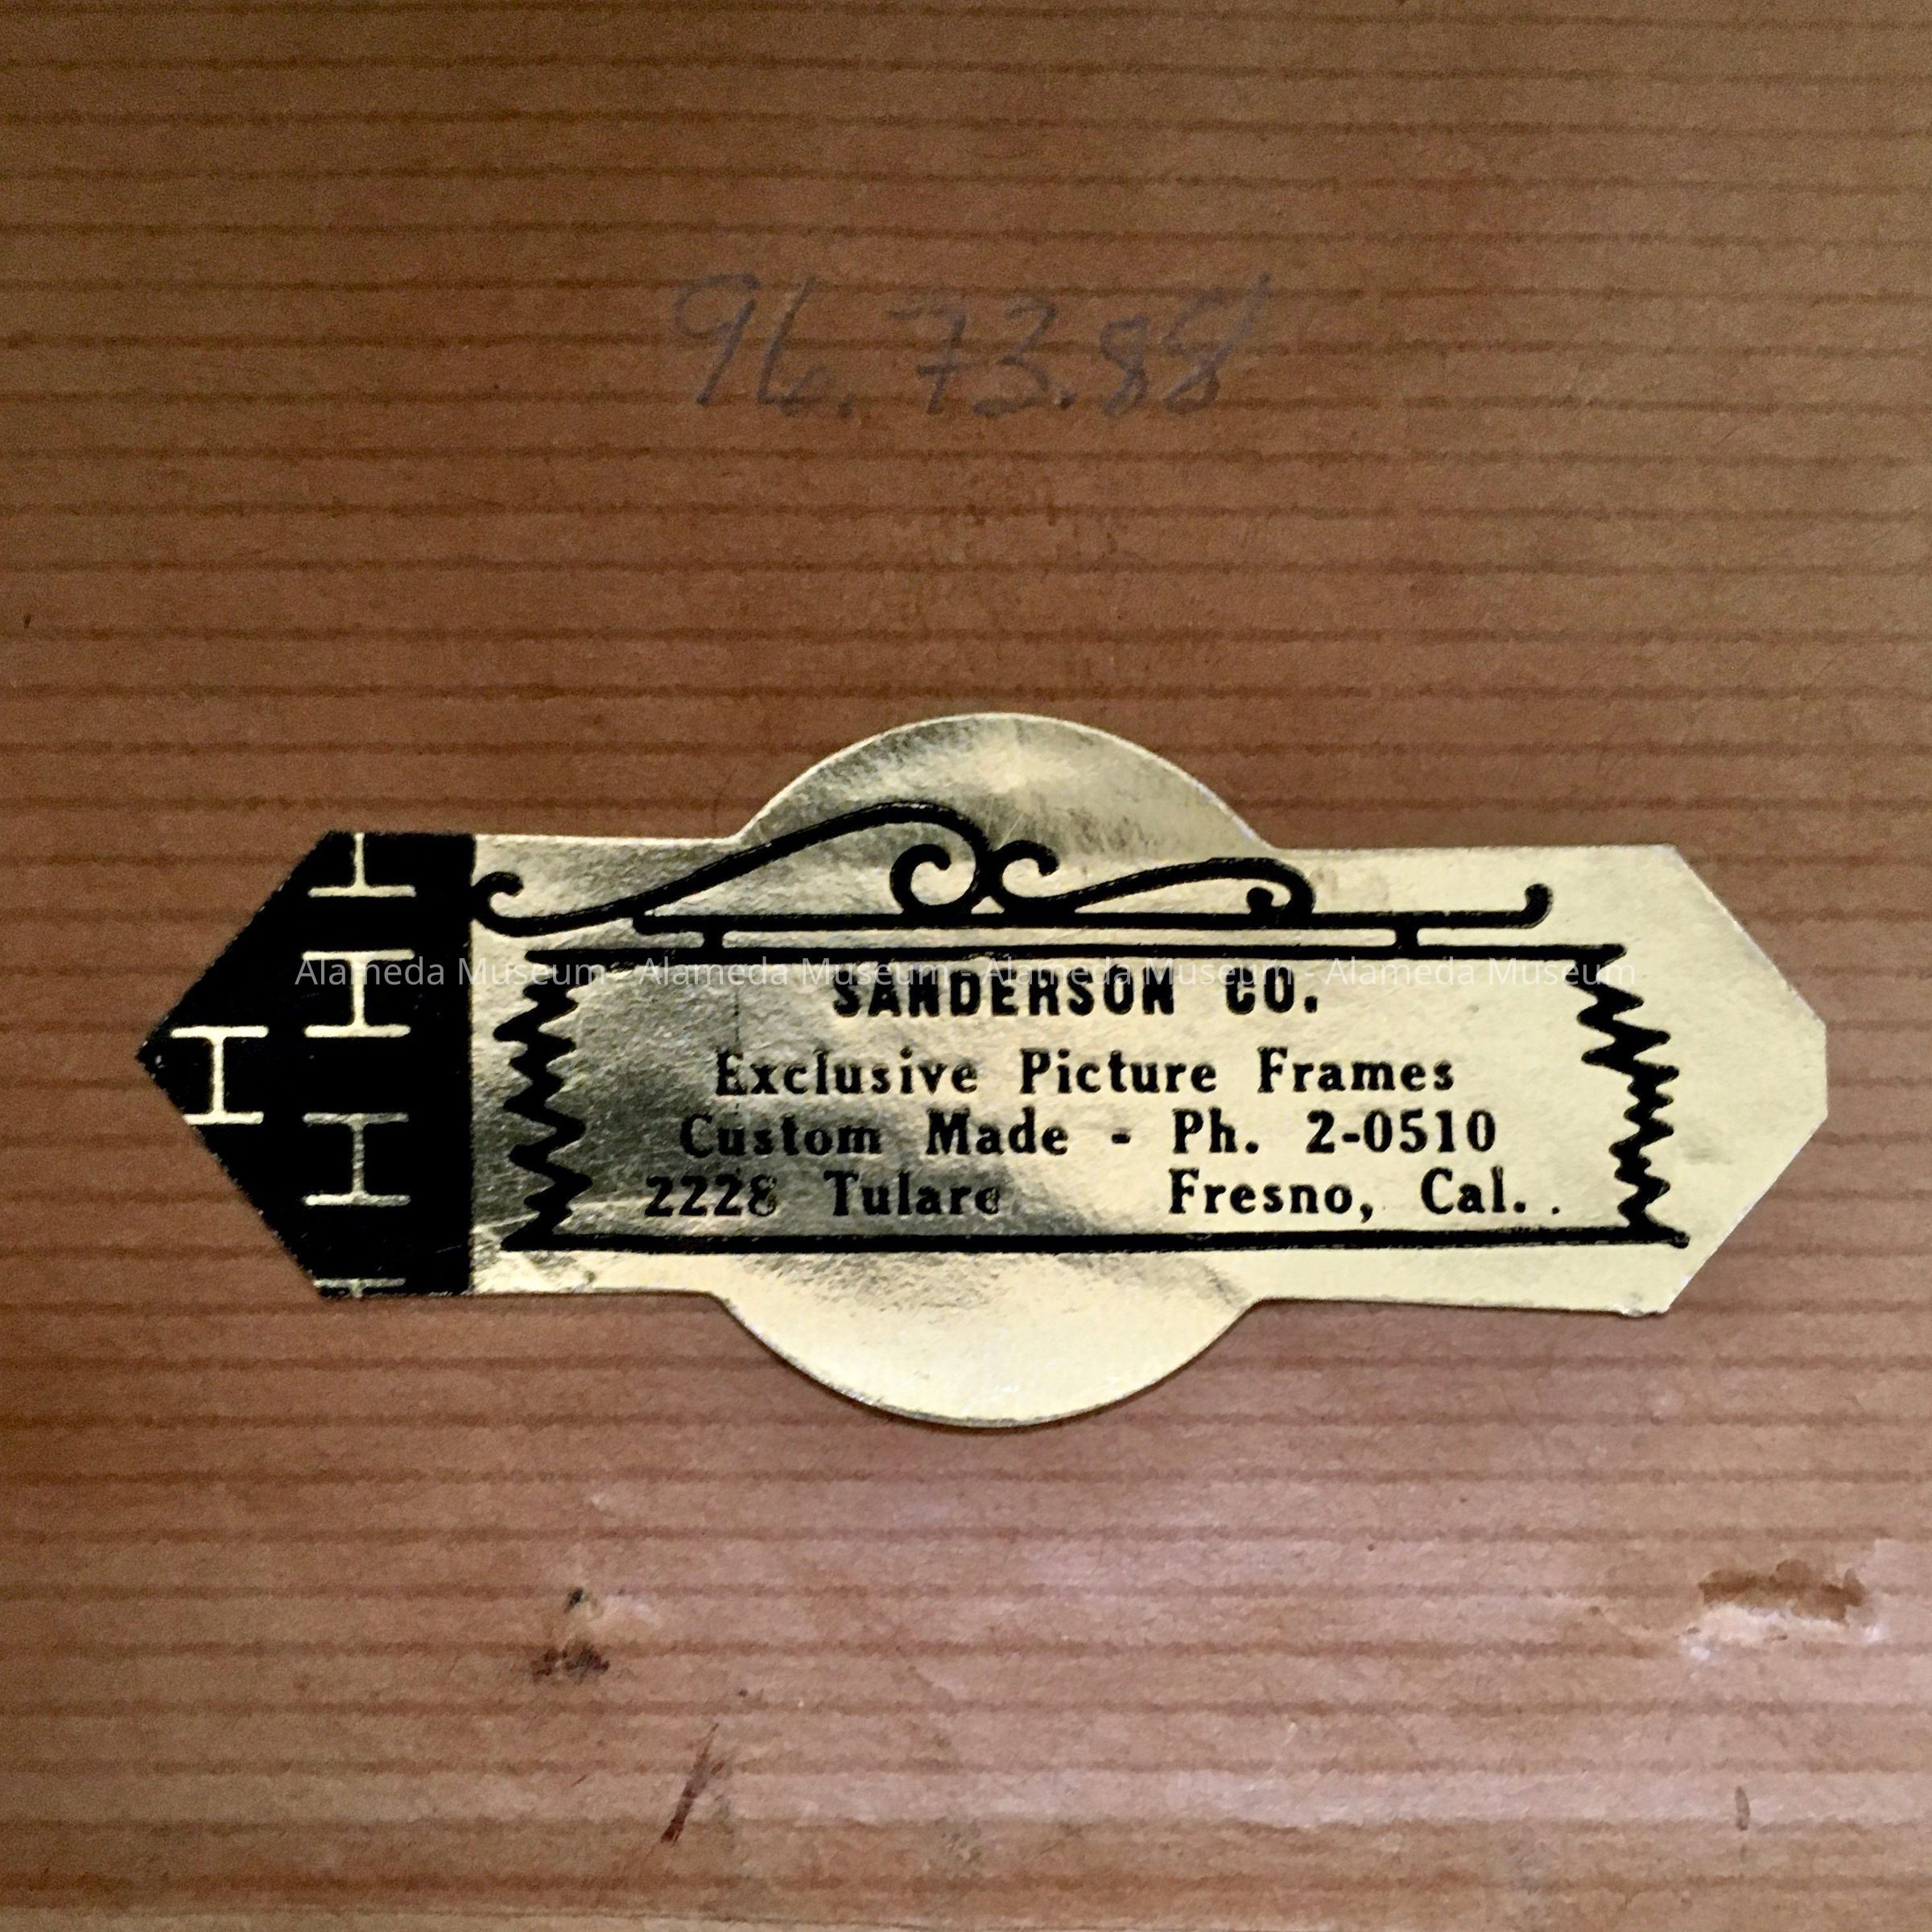 96.73.88
Alameda Museum - Alameda Museum - Alameda Museum - Alameda Museum
SANDERSON CO.
Exclusive Picture Frames
Custom Made - Ph. 2-0510
2228 Tulare Fresno, Cal. .